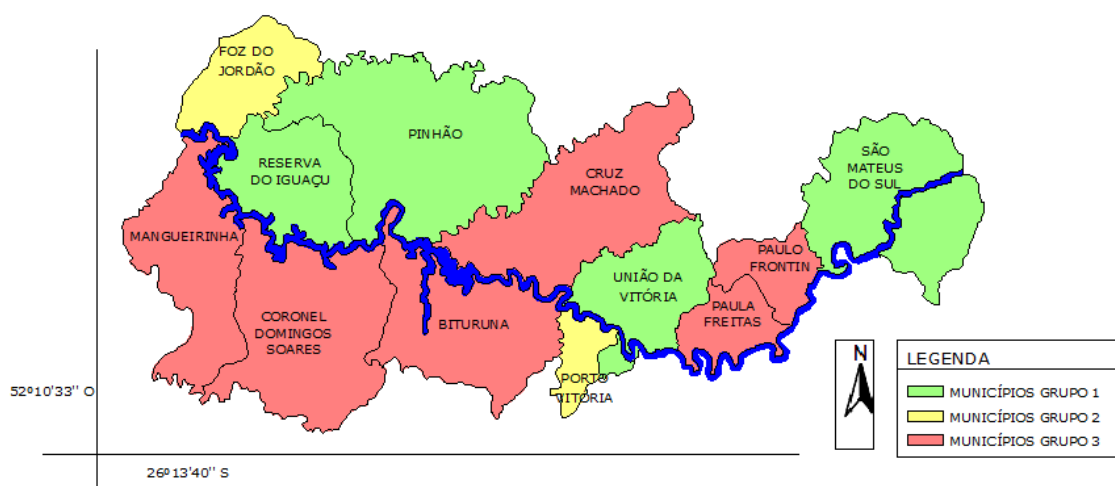 FOZ DO
JORDÃO
PINHÃO
RESERVA
DO IGUAÇU
CRUZ
MACHADO
SÃO
MATEUS
DO SUL
MANGUEIRINHA
PAULO
FRONTIN
UNIÃO DA
VITÓRIA
PAULA
FREITAS
CORONEL
DOMINGOS
SOARES
BITURUNA
PORTO
VITÓRIA
N
LEGENDA
MUNICÍPIOS GRUPO 1
MUNICÍPIOS GRUPO 2
MUNICÍPIOS GRUPO 3
52º10'33'' O
26º13'40'' S